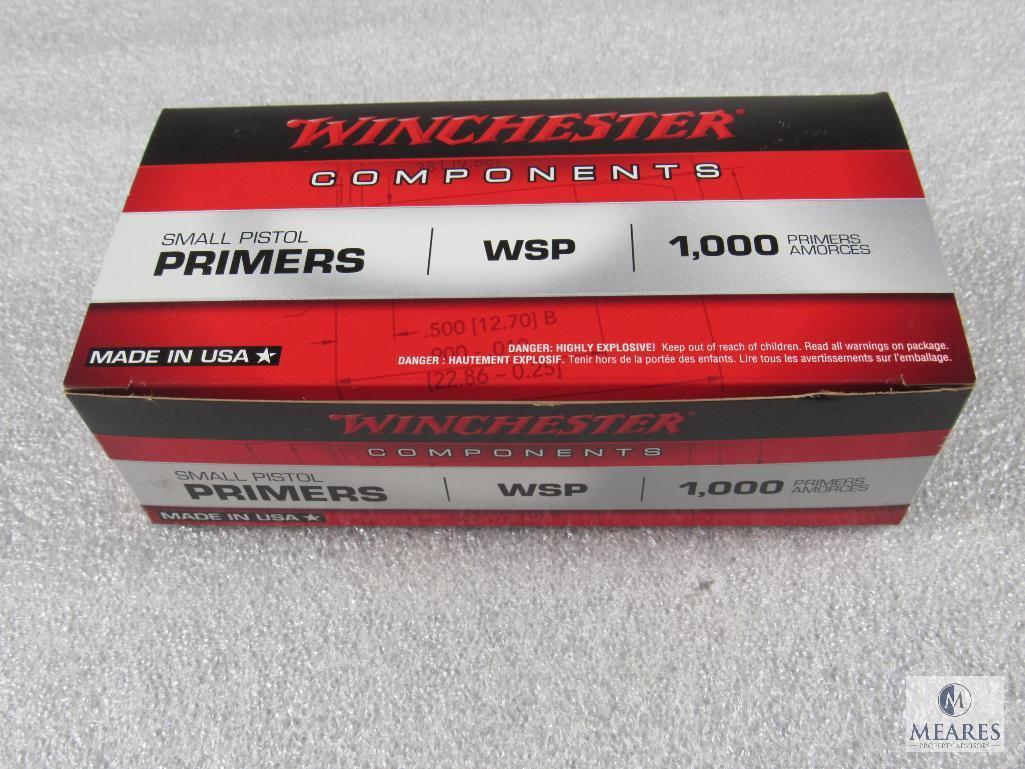 WINCHESTER®
COMPONENTS
SMALL PISTOL
PRIMERS
WSP
1,000 PRIMERS
AMORCES
.500 [12.70] B
[22.86 – 0.25]
MADE IN USA ★
DANGER: HIGHLY EXPLOSIVE! Keep out of reach of children. Read all warnings on package.
DANGER : HAUTEMENT EXPLOSIF. Tenir hors de la portée des enfants. Lire tous les avertissements sur l'emballage.
WINCHESTER
COMPONENTS
SMALL PISTOL
PRIMERS
WSP
1,000 PRIMERS
AMORCES
MADE IN USA ★
M
MEARES
PROPERTY ADVISORS